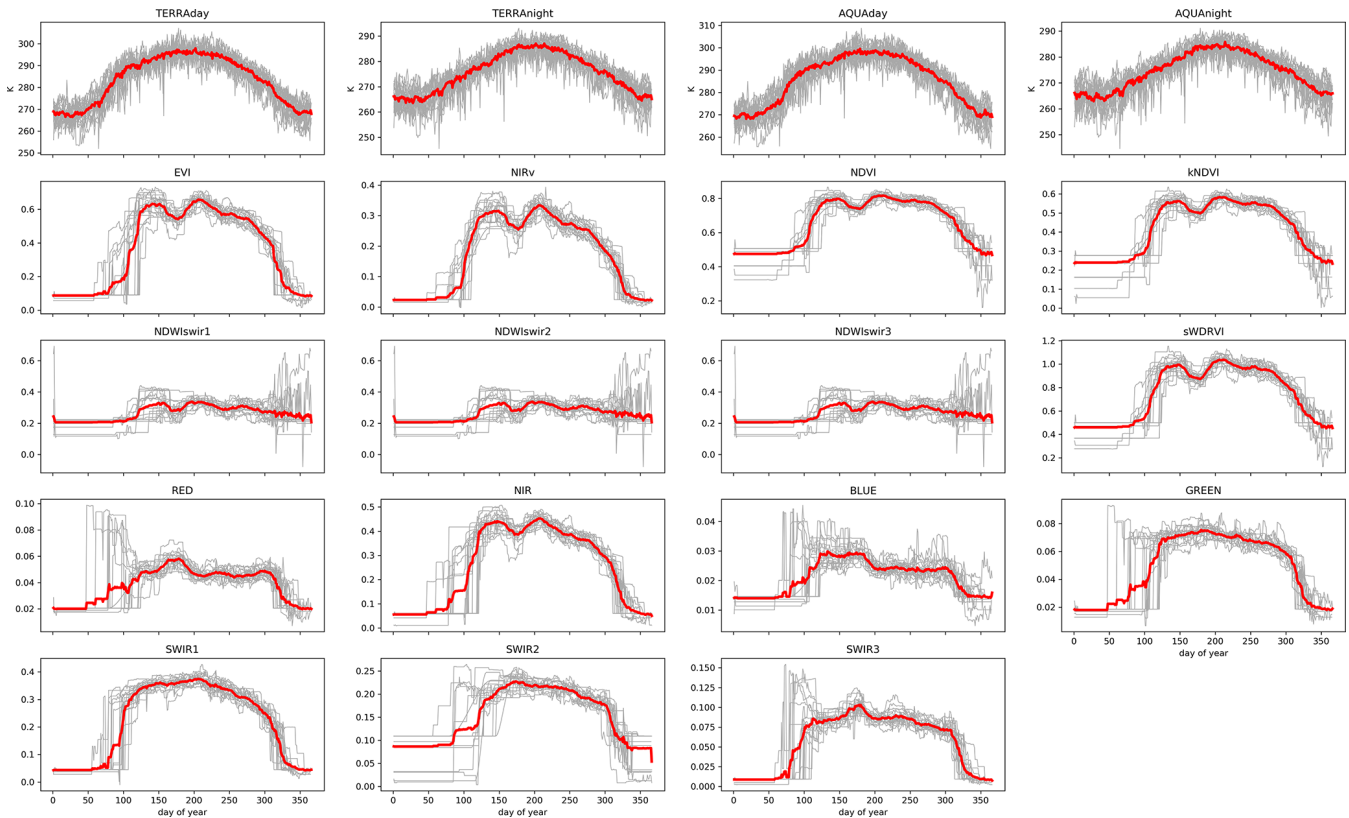 TERRAday TERRAnight AQUAday AQUAnight
310
300 290 300 290
290 280 290 280
280 270 280 270
270 260 270 260
260 250 260 250
250
K K K K
EVI NIRv NDVI kNDVI
0.6 0.4 0.8 0.6
0.4 0.3 0.6 0.5
0.2 0.2 0.4 0.4
0.0 0.1 0.2 0.3
0.0 0.2
0.1
0.0
NDWIswir1 NDWIswir2 NDWIswir3 sWDRVI
0.6 0.6 0.6 1.2
0.4 0.4 0.4 1.0
0.2 0.2 0.2 0.8
0.0 0.0 0.0 0.6
0.4
0.2
RED NIR BLUE GREEN
0.10 0.5 0.04 0.08
0.08 0.4 0.03 0.06
0.06 0.3 0.02 0.04
0.04 0.2 0.01 0.02
0.02 0.1
0.0
0 50 100 150 200 250 300 350
day of year
SWIR1 SWIR2 SWIR3
0.4 0.25 0.150
0.3 0.20 0.125
0.2 0.15 0.100
0.1 0.10 0.075
0.0 0.05 0.050
0.00 0.025
0.000
0 50 100 150 200 250 300 350 0 50 100 150 200 250 300 350 0 50 100 150 200 250 300 350
day of year day of year day of year